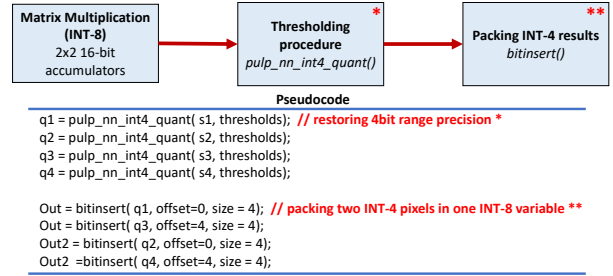 Matrix Multiplication
(INT-8)
2x2 16-bit
accumulators
*
Thresholding
procedure
pulp_nn_int4_quant()
**
Packing INT-4 results
bitinsert()
Pseudocode
q1 = pulp_nn_int4_quant( s1, thresholds); // restoring 4bit range precision *
q2 = pulp_nn_int4_quant( s2, thresholds);
q3 = pulp_nn_int4_quant( s3, thresholds);
q4 = pulp_nn_int4_quant( s4, thresholds);
Out = bitinsert( q1, offset=0, size = 4); // packing two INT-4 pixels in one INT-8 variable **
Out = bitinsert( q3, offset=4, size = 4);
Out2 = bitinsert( q2, offset=0, size = 4);
Out2 =bitinsert( q4, offset=4, size = 4);